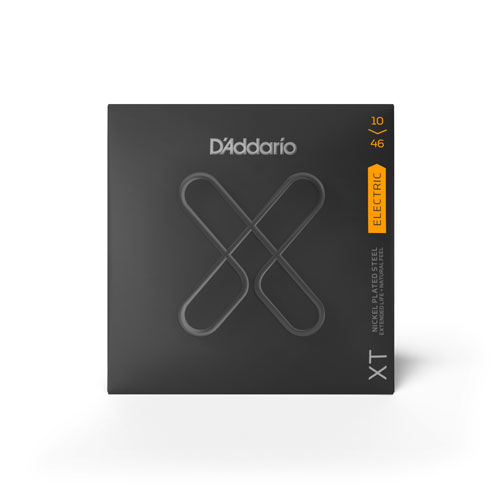 D'Addario
10
46
ELECTRIC
NICKEL PLATED STEEL
EXTENDED LIFE • NATURAL FEEL
XT